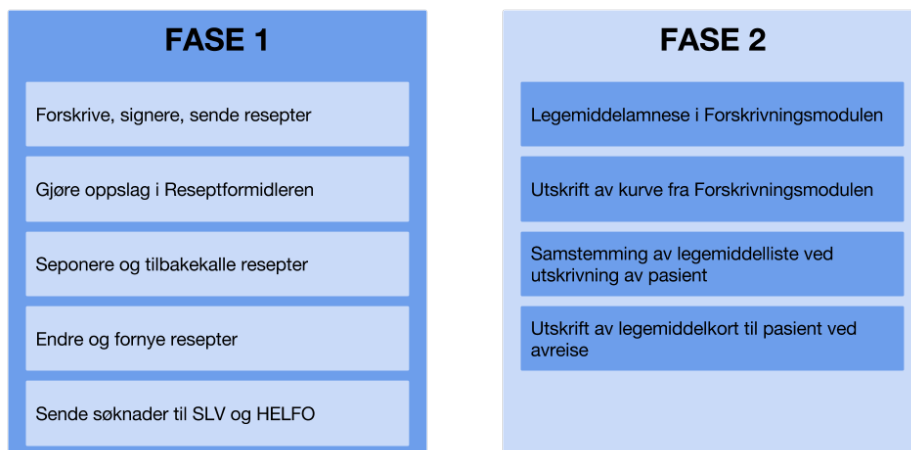 FASE 1
Forskrive, signere, sende resepter
Gjøre oppslag i Reseptformidleren
Seponere og tilbakekalle resepter
Endre og fornye resepter
Sende søknader til SLV og HELFO
FASE 2
Legemiddelamnese i Forskrivningsmodulen
Utskrift av kurve fra Forskrivningsmodulen
Samstemming av legemiddelliste ved
utskrivning av pasient
Utskrift av legemiddelkort til pasient ved
avreise